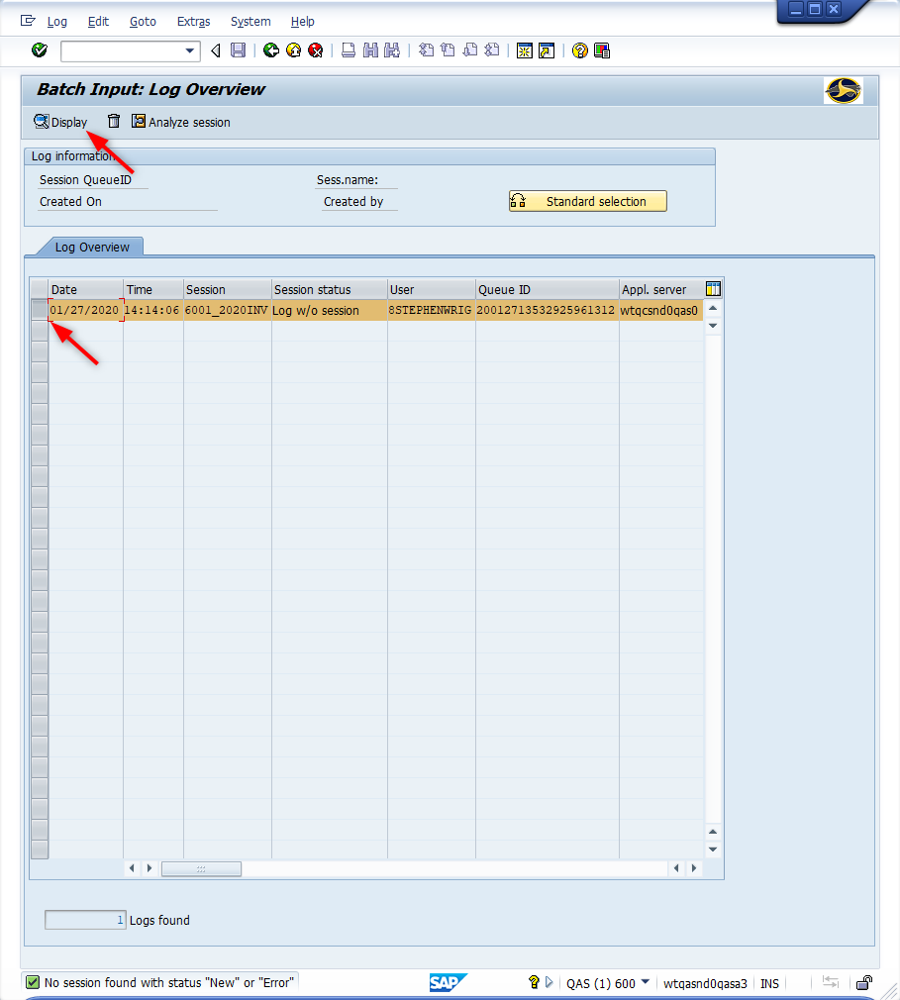 Log Edit Goto Extras System Help
Batch Input: Log Overview
Display Analyze session
Log information
Session QueueID Sess.name:
Created On Created by Standard selection
Log Overview
Date Time Session Session status User Queue ID Appl. server
01/27/2020 14:14:06 6001_2020INV Log w/o session 8STEPHENWRIG 20012713532925961312 wtqcsnd0qas0
1 Logs found
No session found with status "New" or "Error" SAP QAS (1) 600 wtqasnd0qasa3 INS